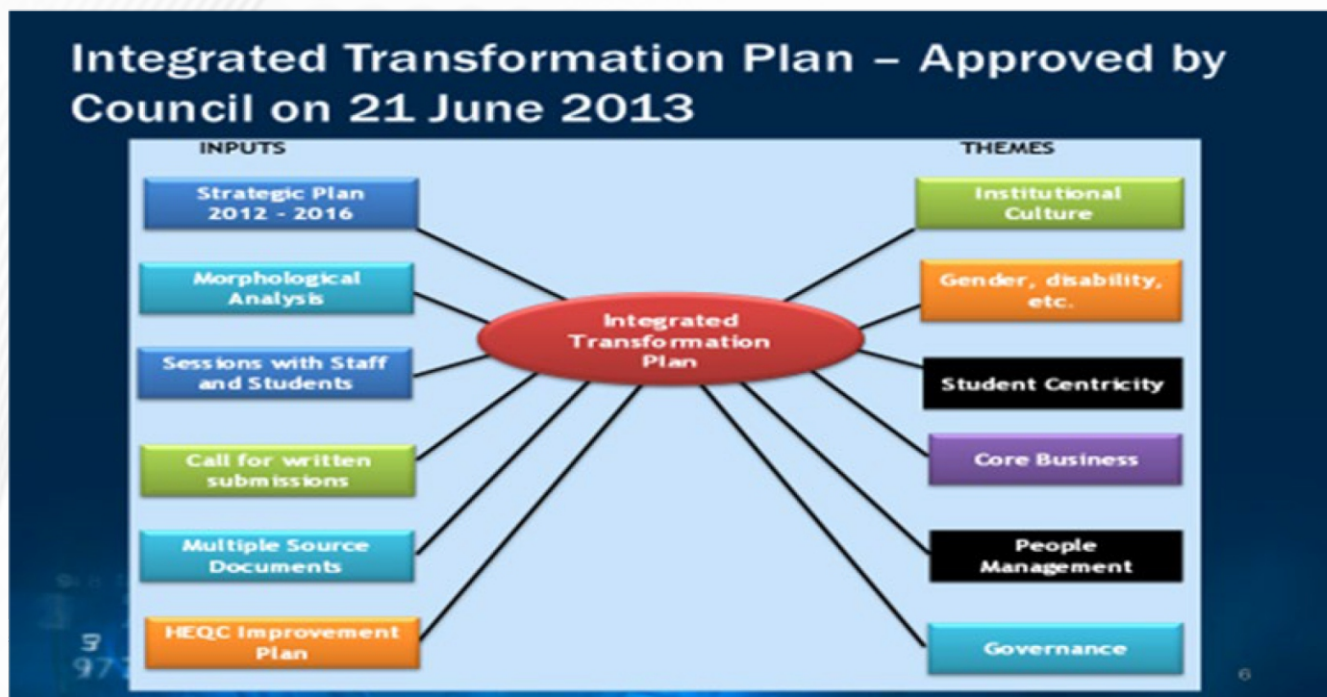 Integrated Transformation Plan – Approved by
Council on 21 June 2013
INPUTS
Strategic Plan
2012 - 2016
Morphological
Analysis
Sessions with Staff
and Students
Call for written
submissions
Multiple Source
Documents
HEQC Improvement
Plan
Integrated
Transformation
Plan
THEMES
Institutional
Culture
Gender, disability,
etc.
Student Centricity
Core Business
People
Management
Governance
6